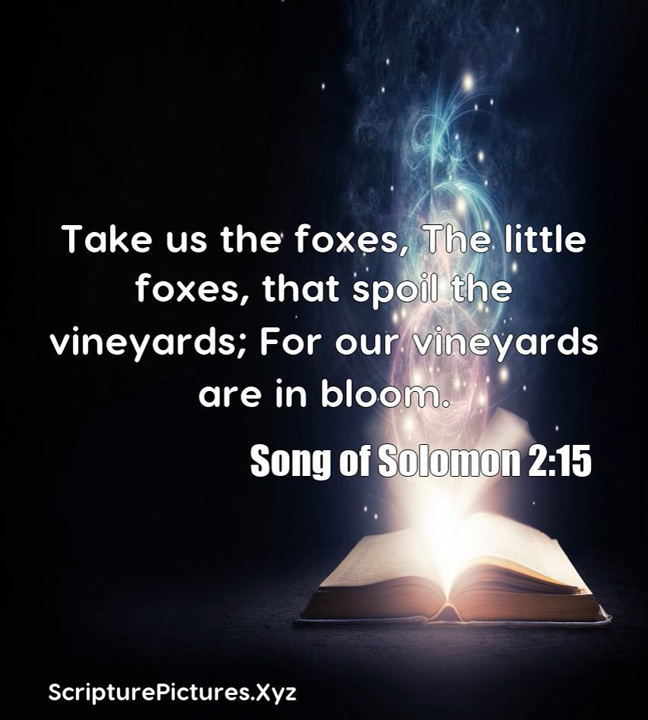 Take us the foxes, The little
foxes, that spoil the
vineyards; For our vineyards
are in bloom.
Song of Solomon 2:15
ScripturePictures.Xyz